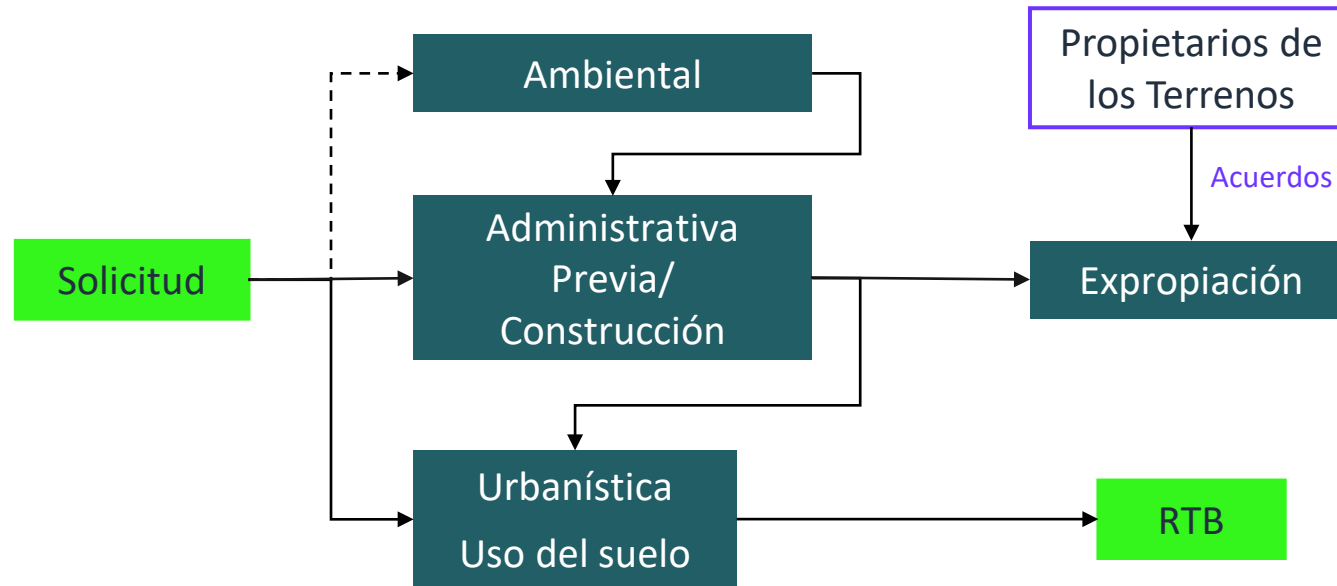 Ambiental
Propietarios de
los Terrenos
Acuerdos
Solicitud
Administrativa
Previa/
Construcción
Expropiación
Urbanística
Uso del suelo
RTB